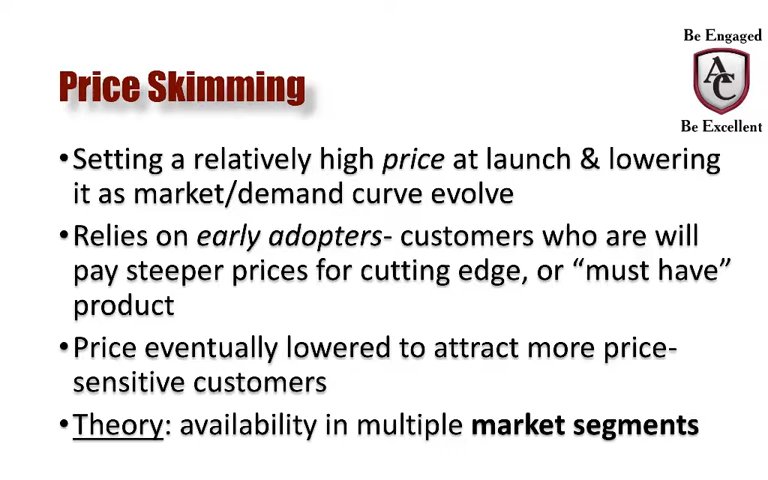 Be Engaged
AC
Be Excellent
Price Skimming
•Setting a relatively high price at launch & lowering
it as market/demand curve evolve
•Relies on early adopters- customers who are will
pay steeper prices for cutting edge, or “must have”
product
•Price eventually lowered to attract more price-
sensitive customers
•Theory: availability in multiple market segments